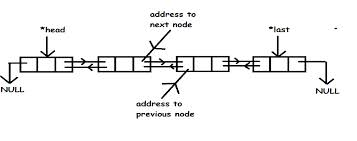 address to
next node
*head
*last
NULL
NULL
address to
previous node